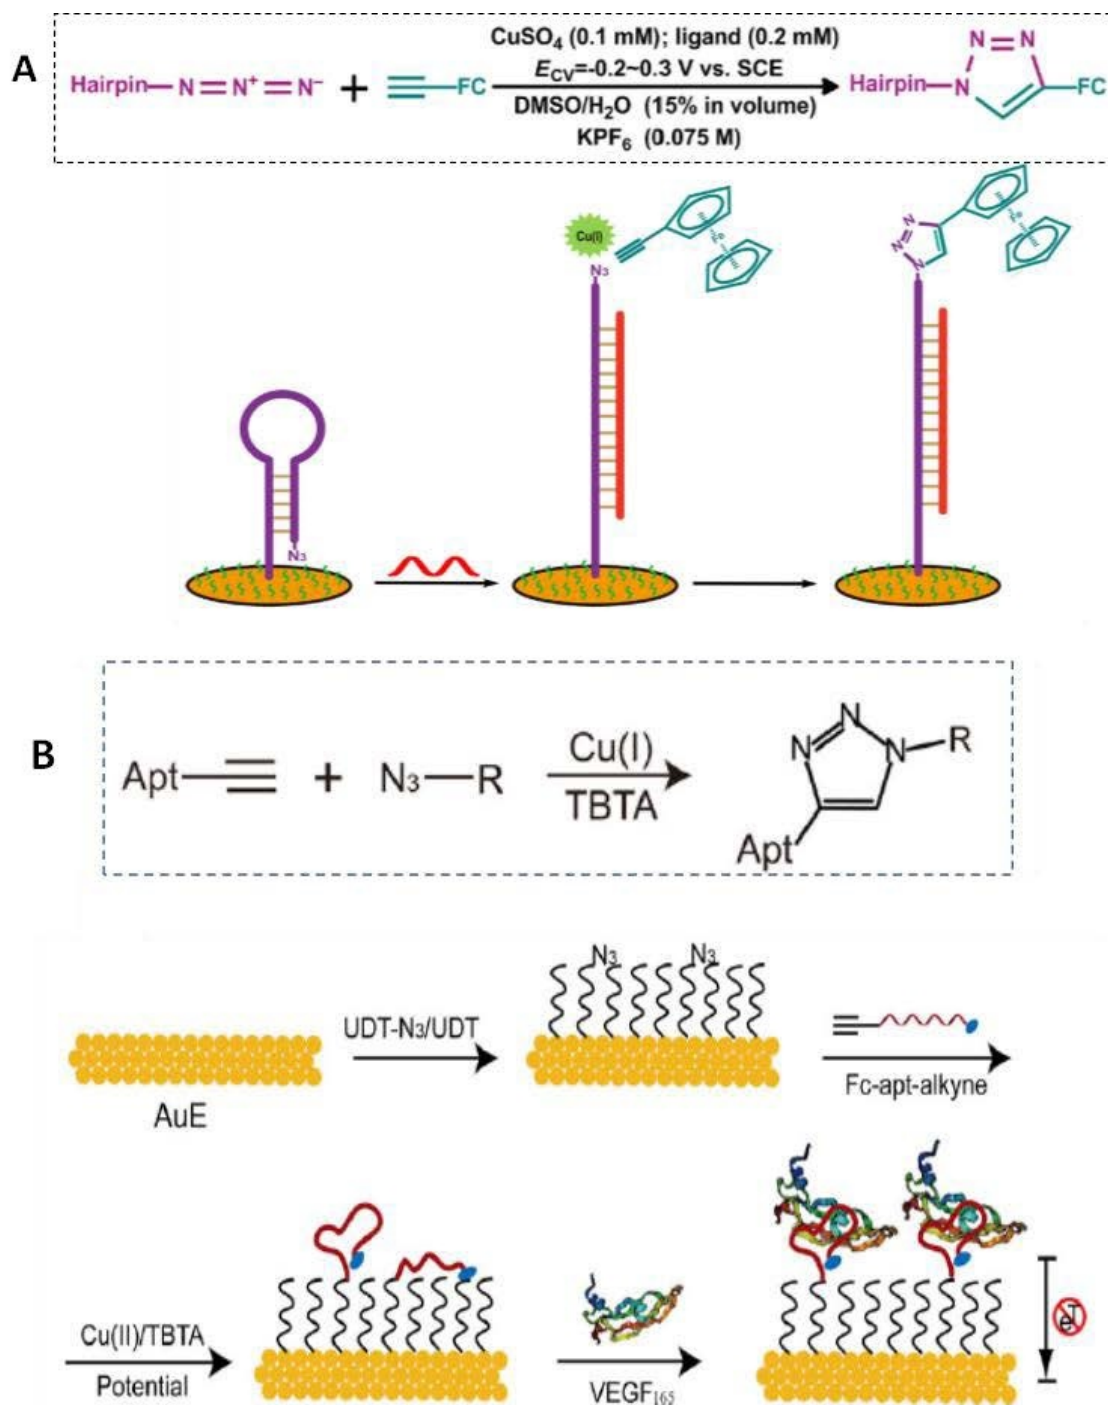 A
CuSO₄ (0.1 mM); ligand (0.2 mM)
Hairpin—N=N⁺=N⁻ + ≡—FC
E_CV=-0.2~0.3 V vs. SCE
DMSO/H₂O (15% in volume)
KPF₆ (0.075 M)
N=N
Hairpin—N
FC
Cu(I)
N₃
N
N
N
N₃
B
Apt—≡ + N₃—R
Cu(I)
TBTA
N
N
N—R
Apt
N₃ N₃
UDT-N₃/UDT
AuE
Fc-apt-alkyne
Cu(II)/TBTA
Potential
VEGF₁₆₅
eT